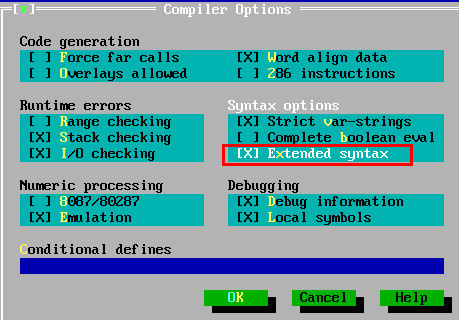 [■] Compiler Options
Code generation
[ ] Force far calls [X] Word align data
[ ] Overlays allowed [ ] 286 instructions
Runtime errors Syntax options
[ ] Range checking [X] Strict var-strings
[X] Stack checking [ ] Complete boolean eval
[X] I/O checking [X] Extended syntax
Numeric processing Debugging
[ ] 8087/80287 [X] Debug information
[X] Emulation [X] Local symbols
Conditional defines
OK Cancel Help